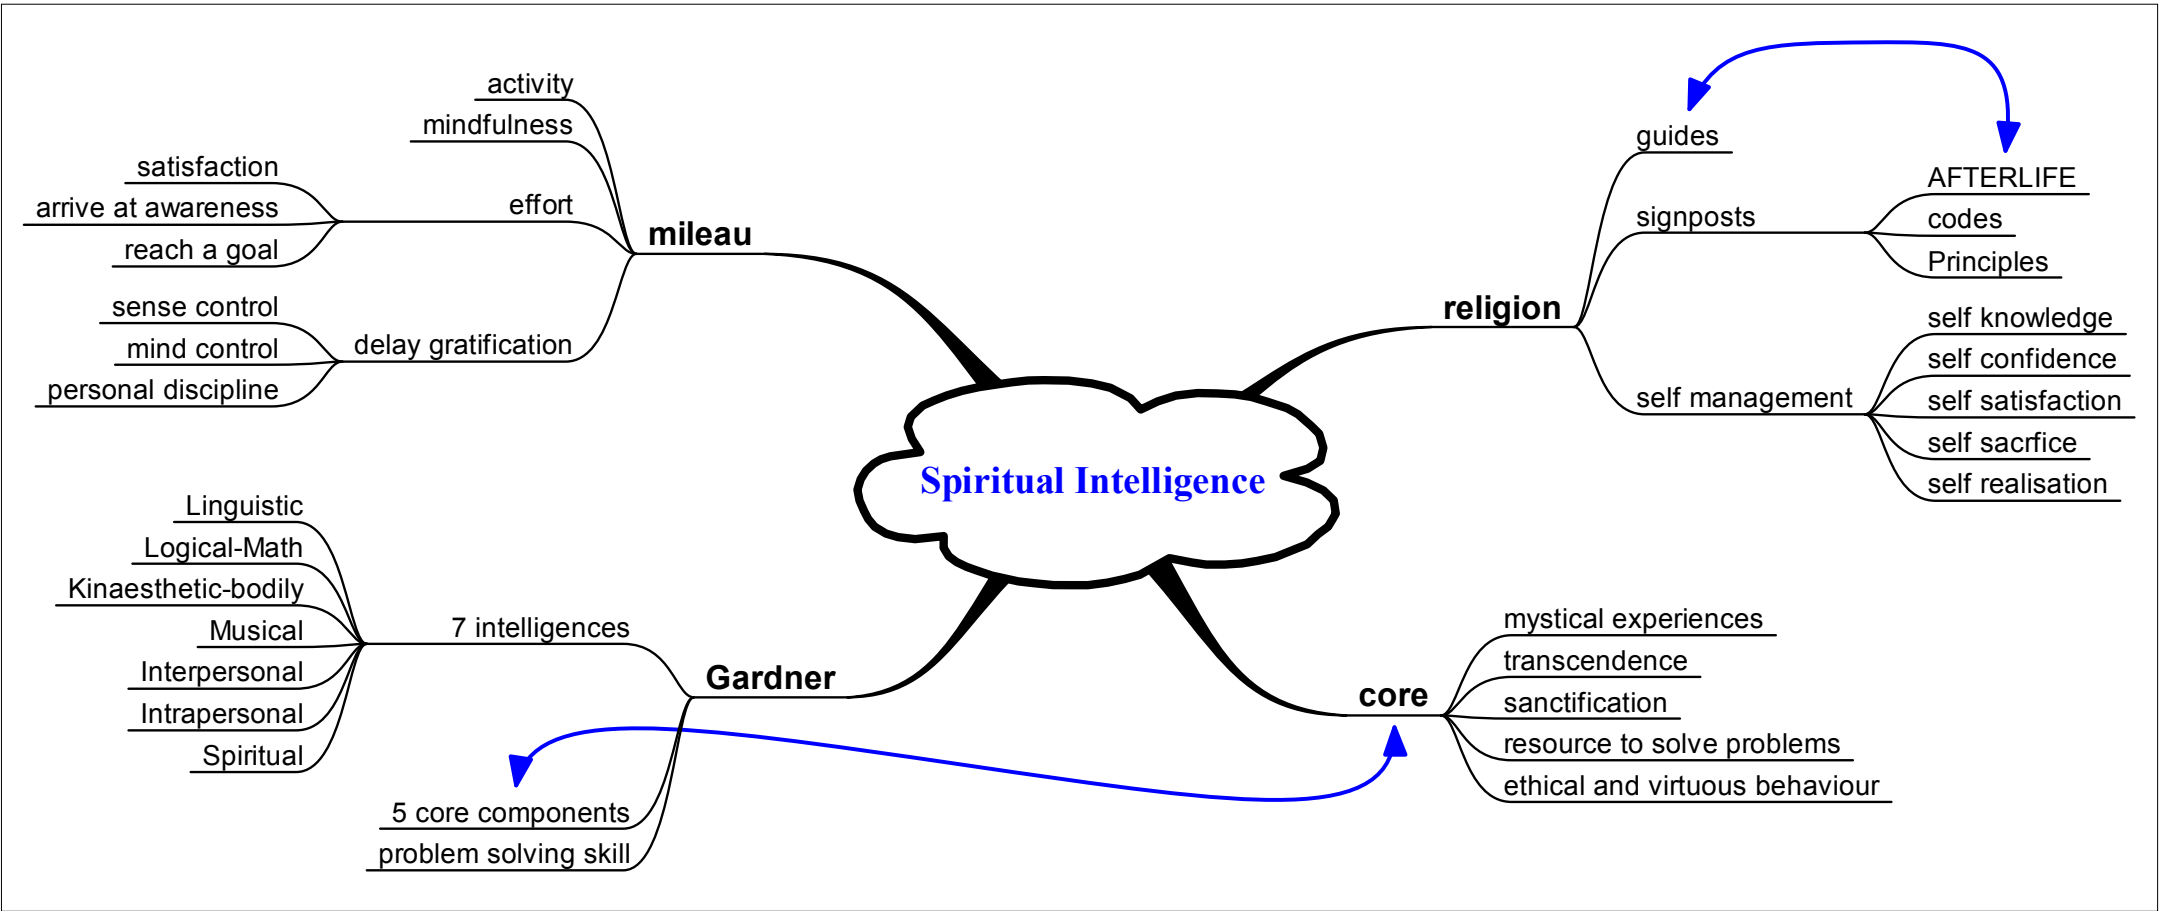 Spiritual Intelligence
mileau
activity
mindfulness
effort
satisfaction
arrive at awareness
reach a goal
delay gratification
sense control
mind control
personal discipline
religion
guides
signposts
AFTERLIFE
codes
Principles
self management
self knowledge
self confidence
self satisfaction
self sacrfice
self realisation
Gardner
7 intelligences
Linguistic
Logical-Math
Kinaesthetic-bodily
Musical
Interpersonal
Intrapersonal
Spiritual
5 core components
problem solving skill
core
mystical experiences
transcendence
sanctification
resource to solve problems
ethical and virtuous behaviour